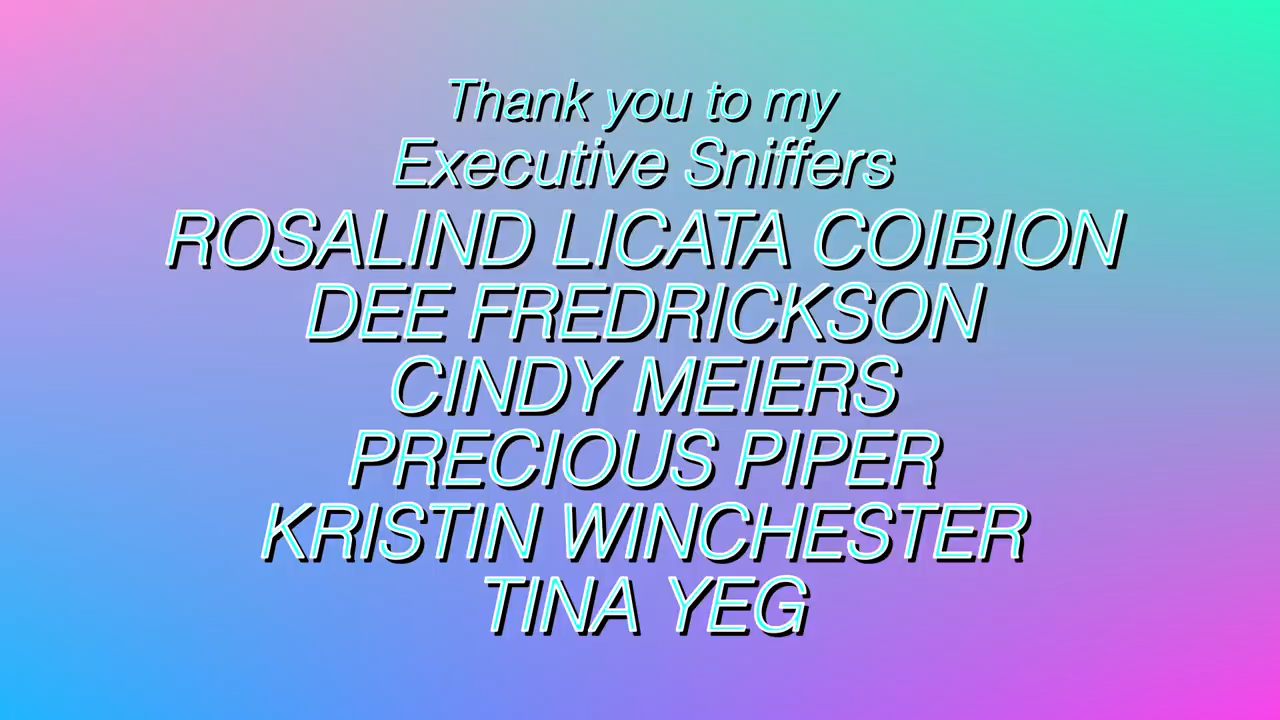 Thank you to my
Executive Sniffers
ROSALIND LICATA COIBION
DEE FREDRICKSON
CINDY MEIERS
PRECIOUS PIPER
KRISTIN WINCHESTER
TINA YEG